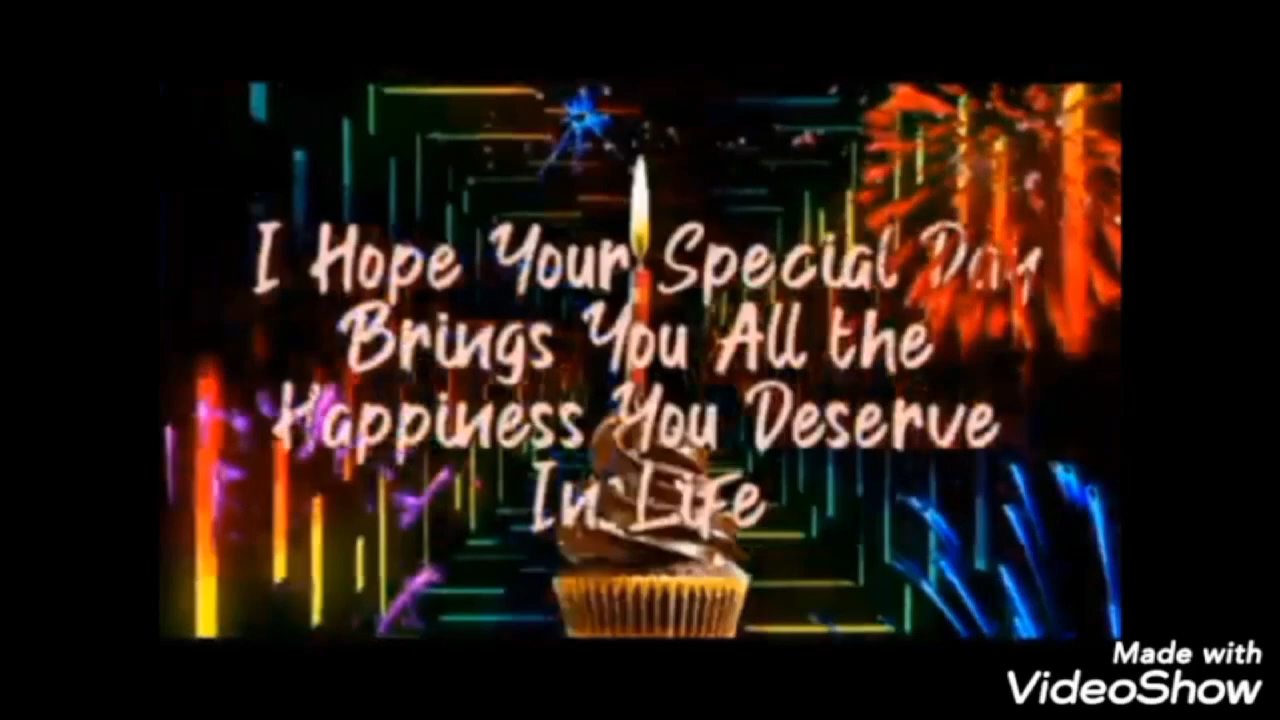 I Hope Your Special Day
Brings You All the
Happiness You Deserve
In Life
Made with
VideoShow